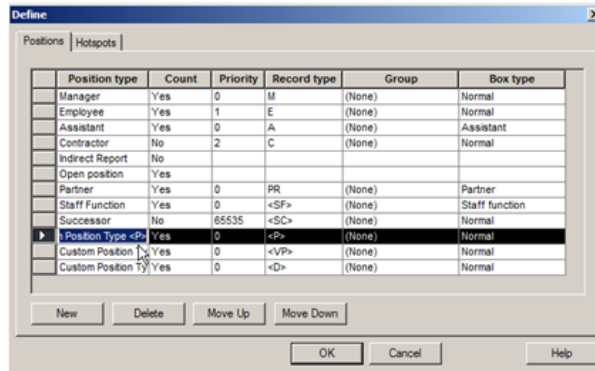 Define
Positions Hotspots
Position type Count Priority Record type Group Box type
Manager Yes 0 M (None) Normal
Employee Yes 1 E (None) Normal
Assistant Yes 0 A (None) Assistant
Contractor No 2 C (None) Normal
Indirect Report No
Open position Yes
Partner Yes 0 PR (None) Partner
Staff Function Yes 0 <SF> (None) Staff function
Successor No 65535 <SC> (None) Normal
n Position Type <P> Yes 0 <P> (None) Normal
Custom Position Yes 0 <VP> (None) Normal
Custom Position Ty Yes 0 <D> (None) Normal
New Delete Move Up Move Down
OK Cancel Help